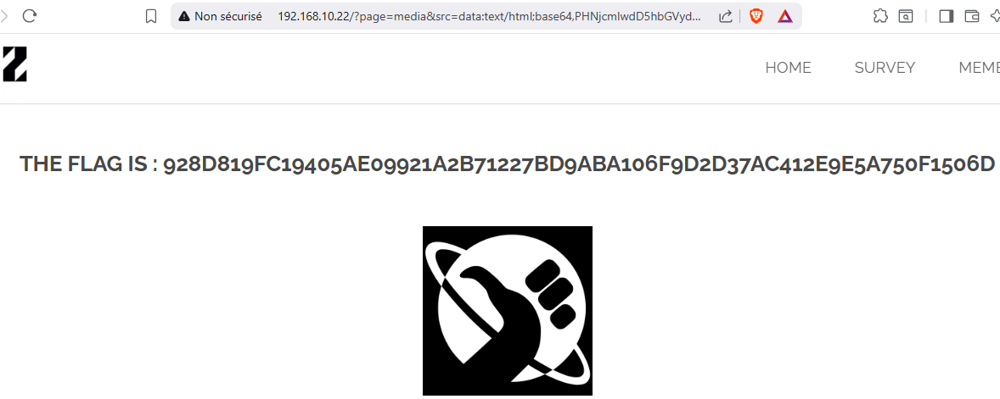 Non sécurisé 192.168.10.22/?page=media&src=data:text/html;base64,PHNjcmlwdD5hbGVyd...
HOME SURVEY MEME
THE FLAG IS : 928D819FC19405AE09921A2B71227BD9ABA106F9D2D37AC412E9E5A750F1506D